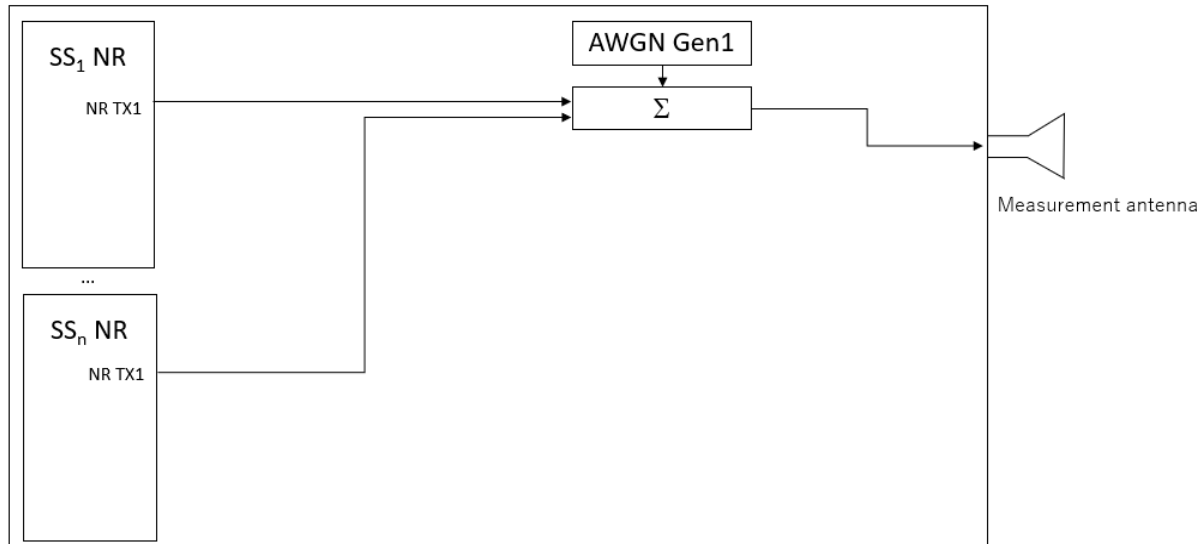 SS₁ NR
NR TX1
AWGN Gen1
Σ
Measurement antenna
...
SSₙ NR
NR TX1